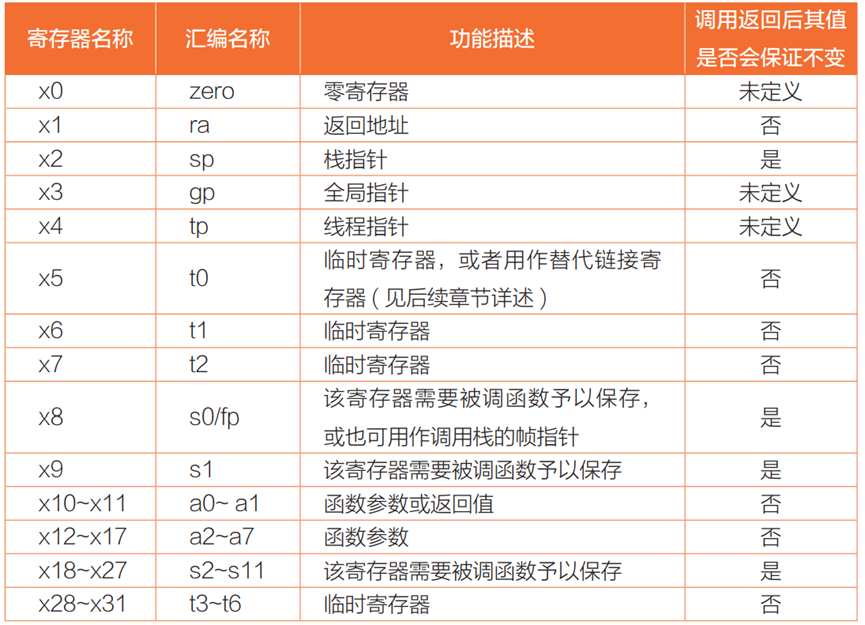 寄存器名称 汇编名称 功能描述 调用返回后其值
是否会保证不变
x0 zero 零寄存器 未定义
x1 ra 返回地址 否
x2 sp 栈指针 是
x3 gp 全局指针 未定义
x4 tp 线程指针 未定义
x5 t0 临时寄存器，或者用作替代链接寄 否
存器（见后续章节详述）
x6 t1 临时寄存器 否
x7 t2 临时寄存器 否
x8 s0/fp 该寄存器需要被调函数予以保存， 是
或也可用作调用栈的帧指针
x9 s1 该寄存器需要被调函数予以保存 是
x10~x11 a0~ a1 函数参数或返回值 否
x12~x17 a2~a7 函数参数 否
x18~x27 s2~s11 该寄存器需要被调函数予以保存 是
x28~x31 t3~t6 临时寄存器 否